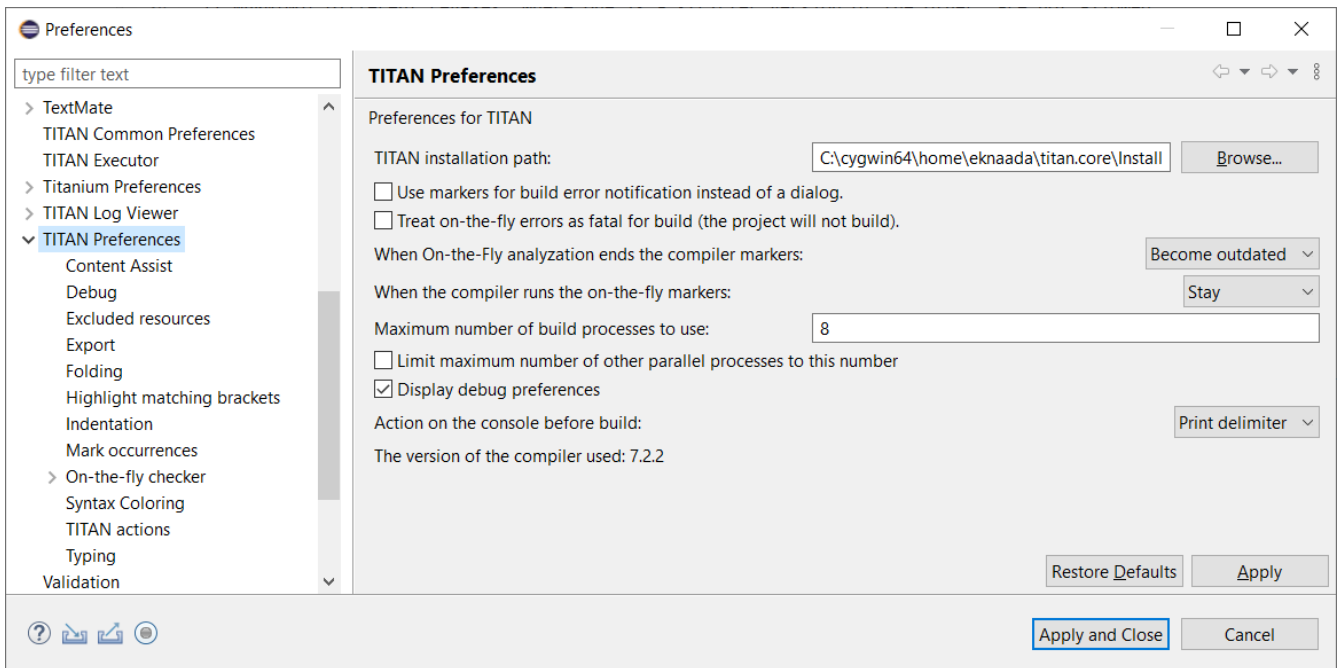 Preferences
type filter text
TextMate
TITAN Common Preferences
TITAN Executor
Titanium Preferences
TITAN Log Viewer
TITAN Preferences
Content Assist
Debug
Excluded resources
Export
Folding
Highlight matching brackets
Indentation
Mark occurrences
On-the-fly checker
Syntax Coloring
TITAN actions
Typing
Validation
TITAN Preferences
Preferences for TITAN
TITAN installation path: C:\cygwin64\home\eknaada\titan.core\Install Browse...
Use markers for build error notification instead of a dialog.
Treat on-the-fly errors as fatal for build (the project will not build).
When On-the-Fly analyzation ends the compiler markers: Become outdated
When the compiler runs the on-the-fly markers: Stay
Maximum number of build processes to use: 8
Limit maximum number of other parallel processes to this number
Display debug preferences
Action on the console before build: Print delimiter
The version of the compiler used: 7.2.2
Restore Defaults Apply
Apply and Close Cancel